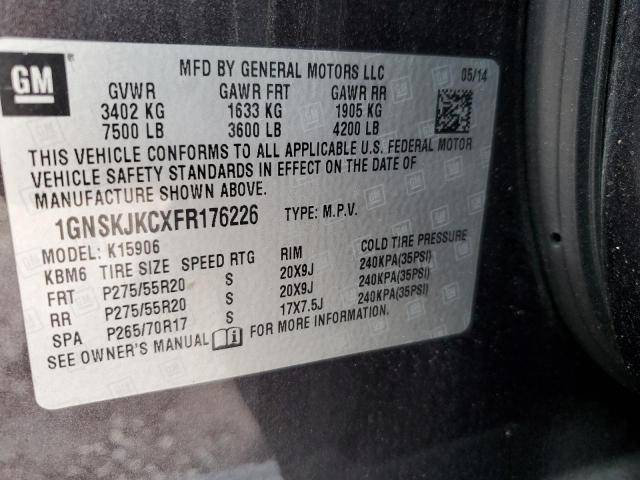 GM
MFD BY GENERAL MOTORS LLC 05/14
GVWR GAWR FRT GAWR RR
3402 KG 1633 KG 1905 KG
7500 LB 3600 LB 4200 LB
THIS VEHICLE CONFORMS TO ALL APPLICABLE U.S. FEDERAL MOTOR
VEHICLE SAFETY STANDARDS IN EFFECT ON THE DATE OF
MANUFACTURE SHOWN ABOVE.
1GNSKJKCXFR176226 TYPE: M.P.V.
MODEL: K15906
KBM6 TIRE SIZE SPEED RTG RIM COLD TIRE PRESSURE
FRT P275/55R20 S 20X9J 240KPA(35PSI)
RR P275/55R20 S 20X9J 240KPA(35PSI)
SPA P265/70R17 S 17X7.5J 240KPA(35PSI)
SEE OWNER'S MANUAL FOR MORE INFORMATION.